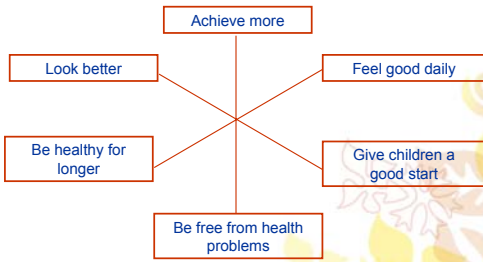 Achieve more
Look better
Feel good daily
Be healthy for
longer
Give children a
good start
Be free from health
problems